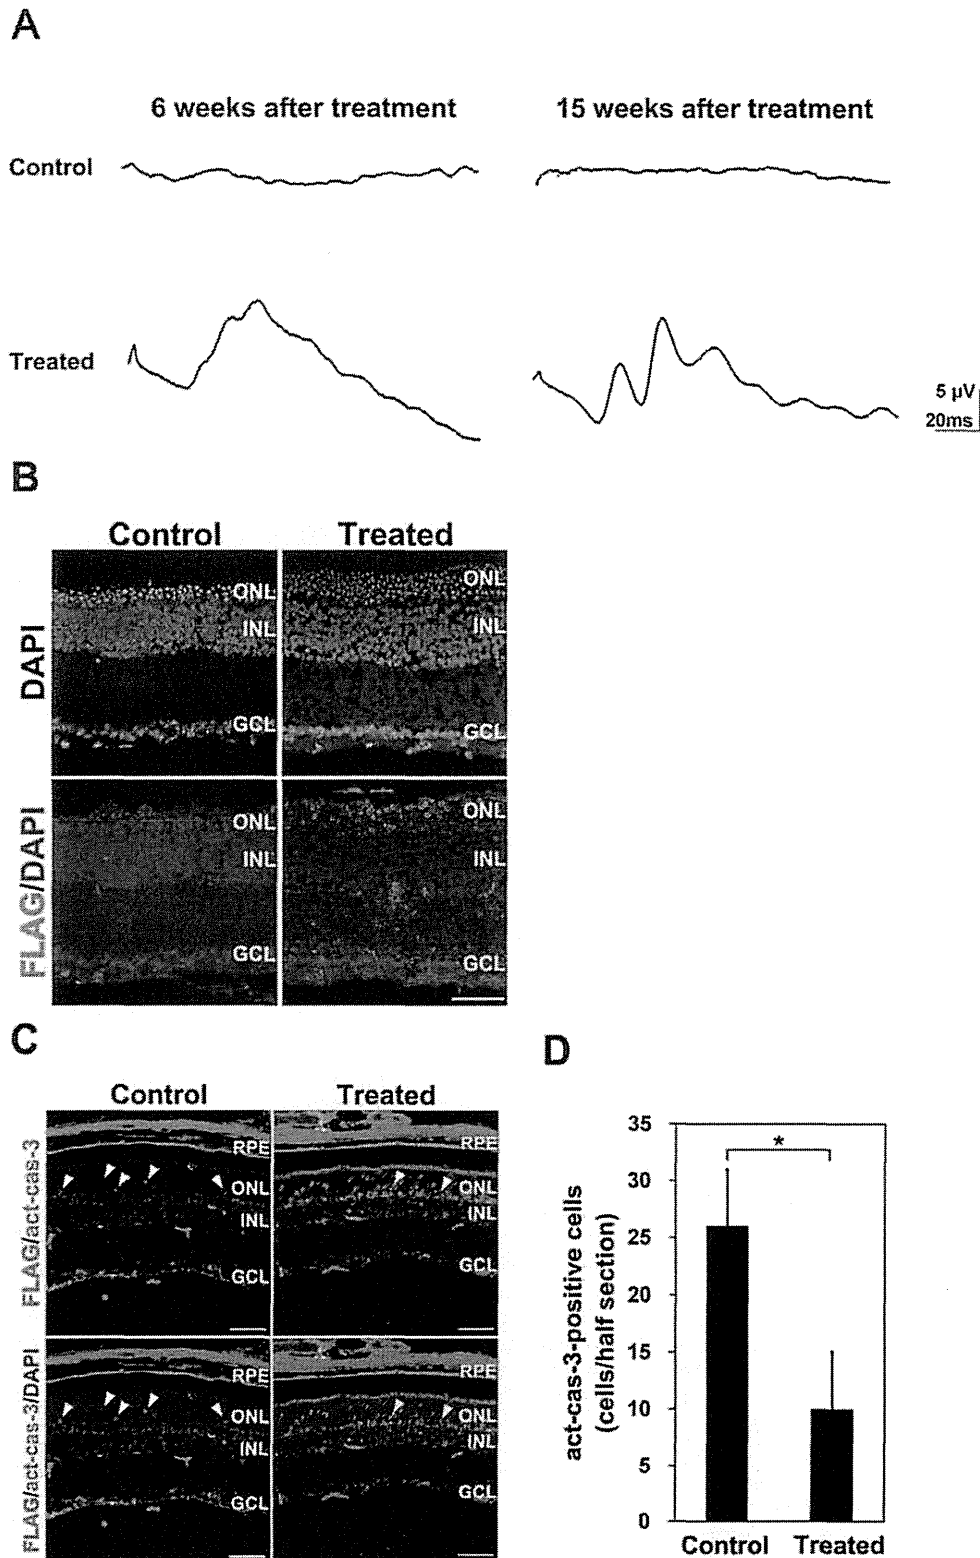 A
6 weeks after treatment 15 weeks after treatment
Control
Treated
5 µV
20ms
B
Control Treated
DAPI
ONL ONL
INL INL
GCL GCL
FLAG/DAPI
ONL ONL
INL INL
GCL GCL
C
Control Treated
FLAG/act-cas-3
RPE RPE
ONL ONL
INL INL
GCL GCL
FLAG/act-cas-3/DAPI
RPE RPE
ONL ONL
INL INL
GCL GCL
D
act-cas-3-positive cells
(cells/half section)
35
30
25
20
15
10
5
0
*
Control Treated